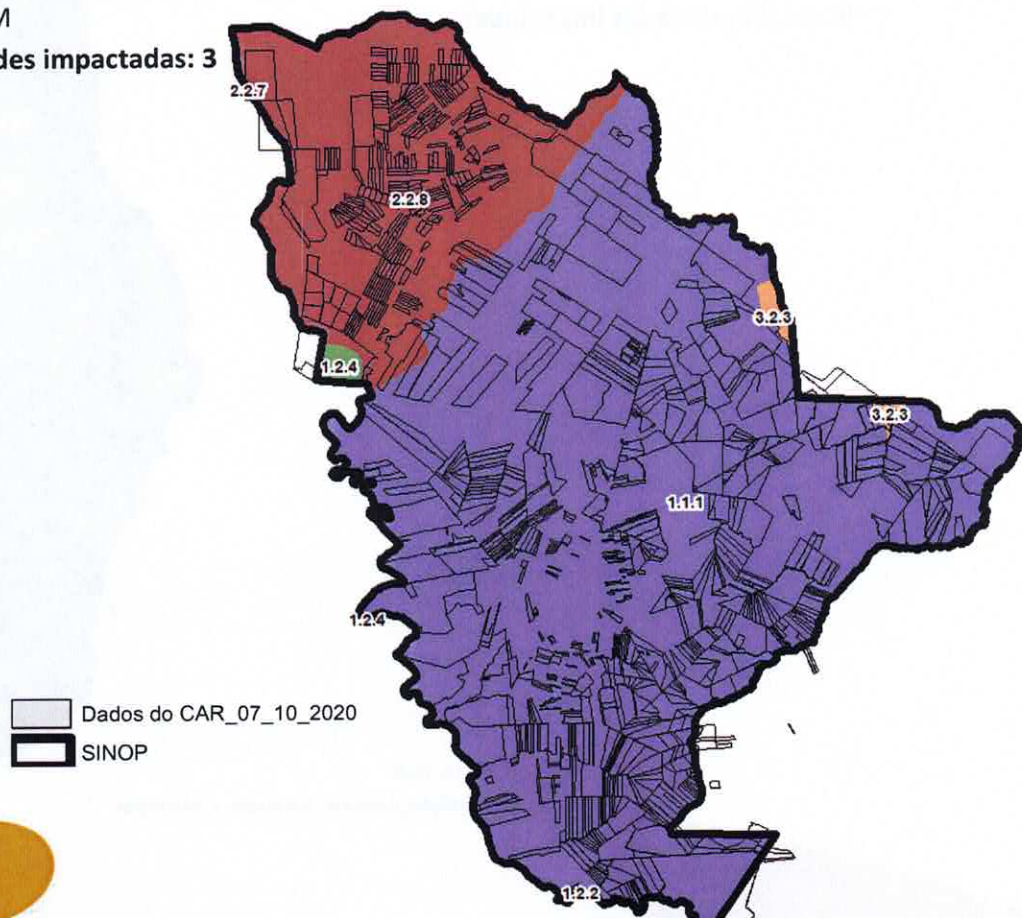 M
des impactadas: 3
2.2.7
2.2.8
3.2.3
1.2.4
3.2.3
1.1.1
1.2.4
Dados do CAR_07_10_2020
SINOP
1.2.2